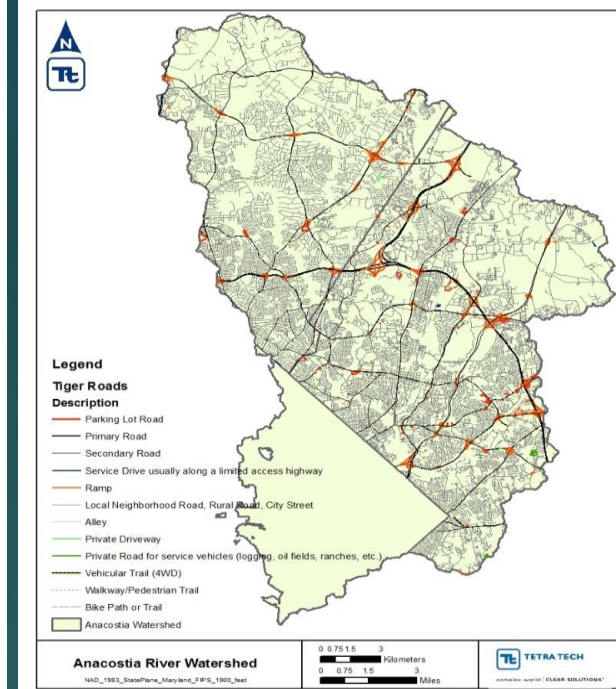 N
Tt
Legend
Tiger Roads
Description
Parking Lot Road
Primary Road
Secondary Road
Service Drive usually along a limited access highway
Ramp
Local Neighborhood Road, Rural Road, City Street
Alley
Private Driveway
Private Road for service vehicles (logging, oil fields, ranches, etc.)
Vehicular Trail (4WD)
Walkway/Pedestrian Trail
Bike Path or Trail
Anacostia Watershed
Anacostia River Watershed
NAD_1983_StatePlane_Maryland_FIPS_1900_feet
0 0.75 1.5 3
Kilometers
0 0.75 1.5 3
Miles
Tt TETRA TECH
complex world | CLEAR SOLUTIONS™